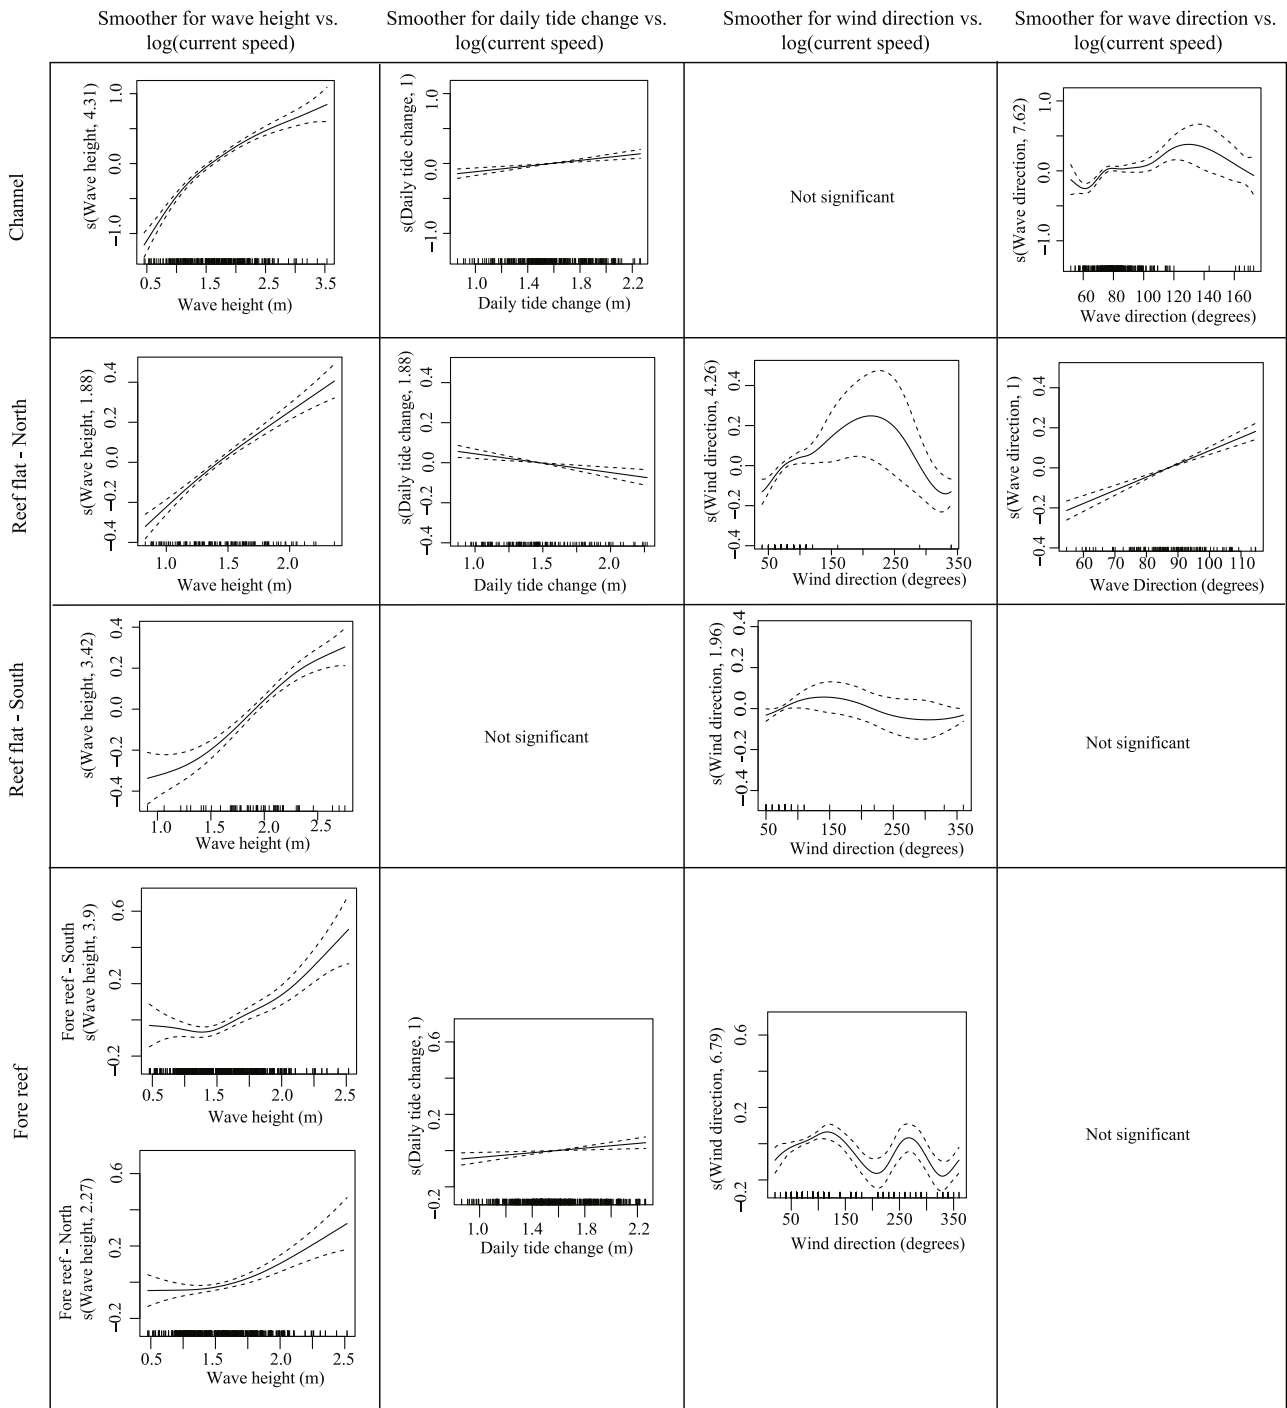 Smoother for wave height vs.
log(current speed)
Smoother for daily tide change vs.
log(current speed)
Smoother for wind direction vs.
log(current speed)
Smoother for wave direction vs.
log(current speed)
Channel
s(Wave height, 4.31)
1.0
0.0
−1.0
0.5 1.5 2.5 3.5
Wave height (m)
s(Daily tide change, 1)
1.0
0.0
−1.0
1.0 1.4 1.8 2.2
Daily tide change (m)
Not significant
s(Wave direction, 7.62)
1.0
0.0
−1.0
60 80 100 120 140 160
Wave direction (degrees)
Reef flat - North
s(Wave height, 1.88)
0.4
0.2
0.0
−0.2
−0.4
1.0 1.5 2.0
Wave height (m)
s(Daily tide change, 1.88)
0.4
0.2
0.0
−0.2
−0.4
1.0 1.5 2.0
Daily tide change (m)
s(Wind direction, 4.26)
0.4
0.2
0.0
−0.2
−0.4
50 150 250 350
Wind direction (degrees)
s(Wave direction, 1)
0.4
0.2
0.0
−0.2
−0.4
60 70 80 90 100 110
Wave Direction (degrees)
Reef flat - South
s(Wave height, 3.42)
0.4
0.2
0.0
−0.2
−0.4
1.0 1.5 2.0 2.5
Wave height (m)
Not significant
s(Wind direction, 1.96)
0.4
0.2
0.0
−0.2
−0.4
50 150 250 350
Wind direction (degrees)
Not significant
Fore reef
Fore reef - South
s(Wave height, 3.9)
0.6
0.2
−0.2
0.5 1.5 2.0 2.5
Wave height (m)
Fore reef - North
s(Wave height, 2.27)
0.6
0.2
−0.2
0.5 1.5 2.0 2.5
Wave height (m)
s(Daily tide change, 1)
0.6
0.2
−0.2
1.0 1.4 1.8 2.2
Daily tide change (m)
s(Wind direction, 6.79)
0.6
0.2
−0.2
50 150 250 350
Wind direction (degrees)
Not significant